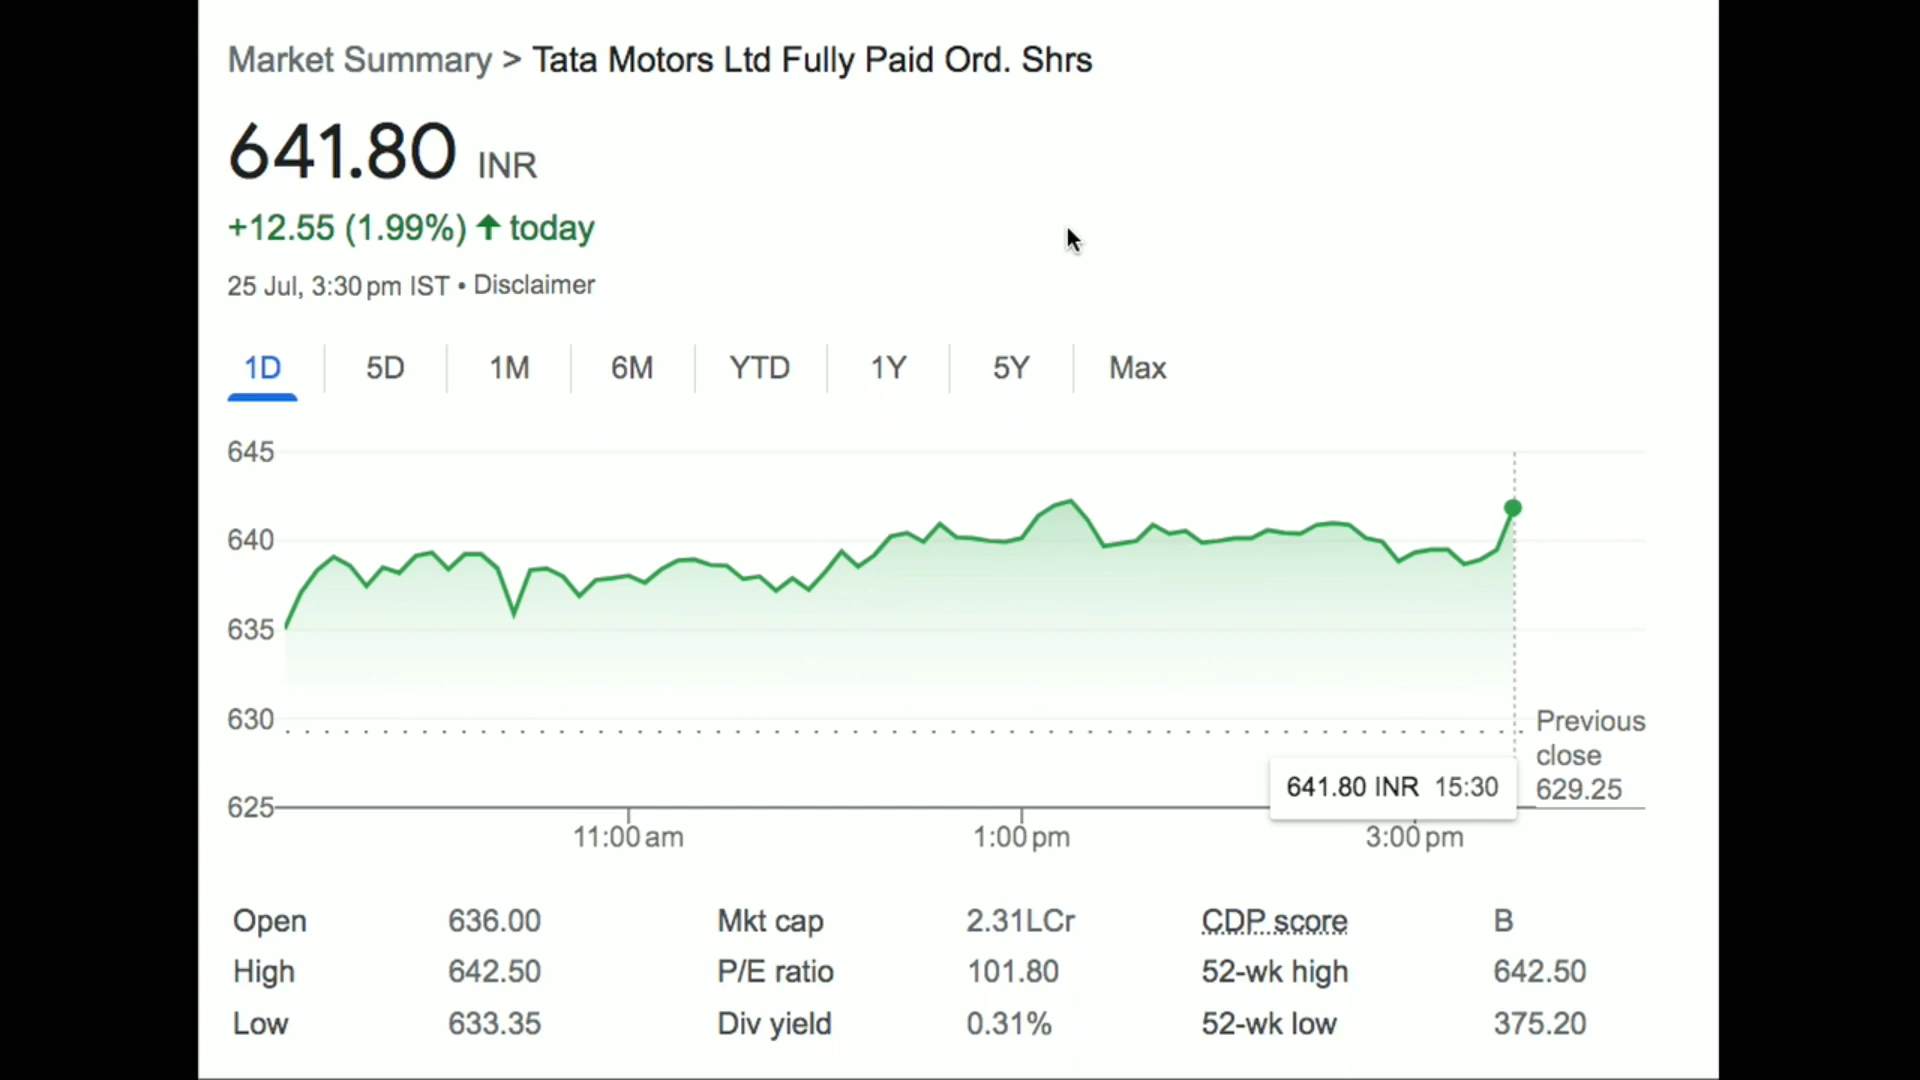 Market Summary > Tata Motors Ltd Fully Paid Ord. Shrs
641.80 INR
+12.55 (1.99%) ↑ today
25 Jul, 3:30 pm IST • Disclaimer
1D 5D 1M 6M YTD 1Y 5Y Max
645
640
635
630
625
Previous
close
629.25
641.80 INR 15:30
11:00 am 1:00 pm 3:00 pm
Open 636.00 Mkt cap 2.31LCr CDP score B
High 642.50 P/E ratio 101.80 52-wk high 642.50
Low 633.35 Div yield 0.31% 52-wk low 375.20